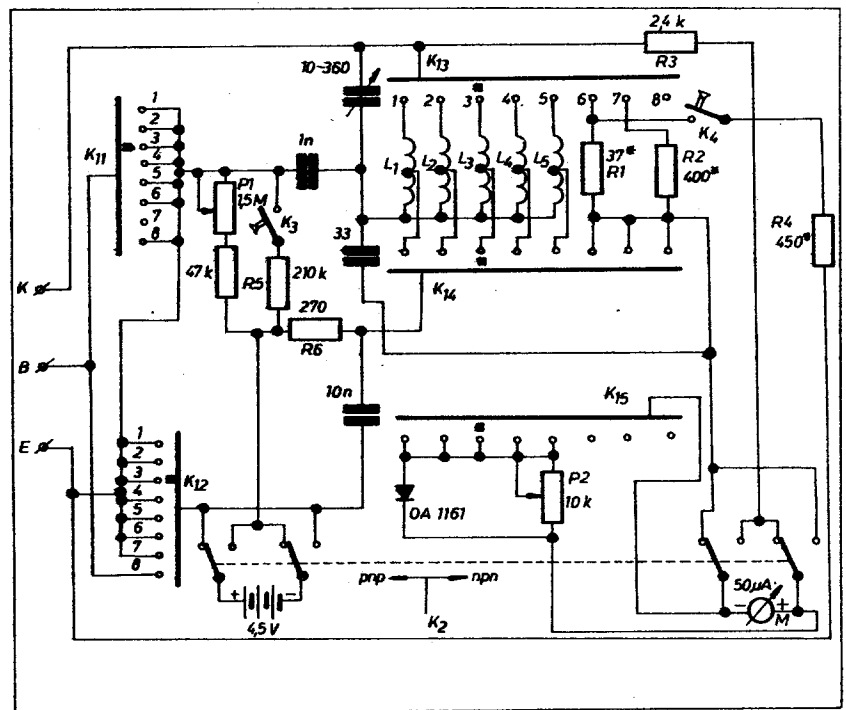 2,4 k
R3
K13
10-360
1 2 3* 4 5 6 7 8
K4
1
2
3
4
5
6
7
8
K11
1n
P1
1,5M
K3
L1 L2 L3 L4 L5
37*
R1
R2
400*
R4
450*
33
47 k
R5
210 k
K
270
R6
K14
B
10n
K15
*
E
1
2
3
4
5
6
7
8
K12
OA 1161
P2
10 k
pnp npn
K2
+ −
4,5 V
50µA
− +
M